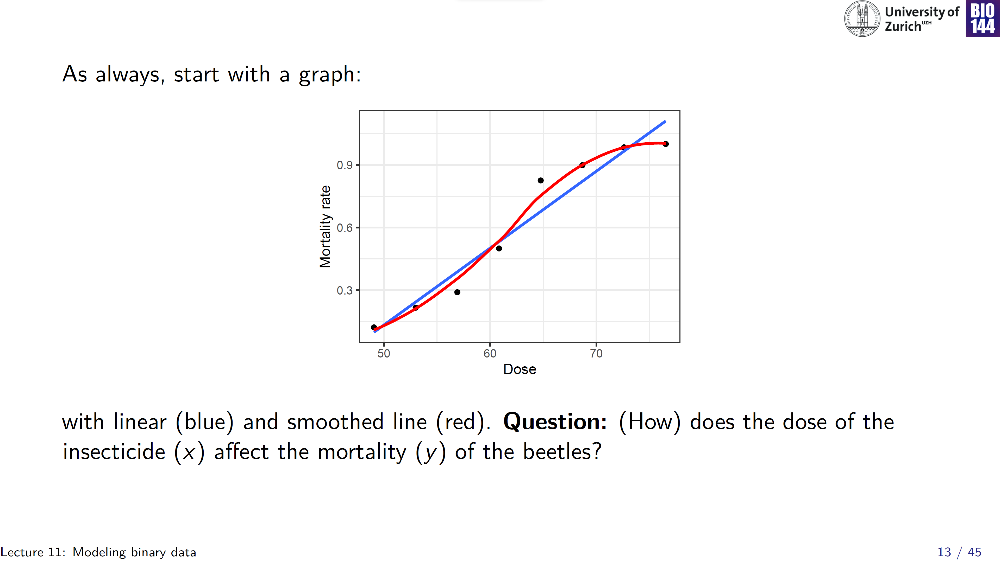 University of
Zurich UZH
BIO
144
As always, start with a graph:
0.9
0.6
0.3
Mortality rate
50 60 70
Dose
with linear (blue) and smoothed line (red). Question: (How) does the dose of the
insecticide (x) affect the mortality (y) of the beetles?
Lecture 11: Modeling binary data
13 / 45